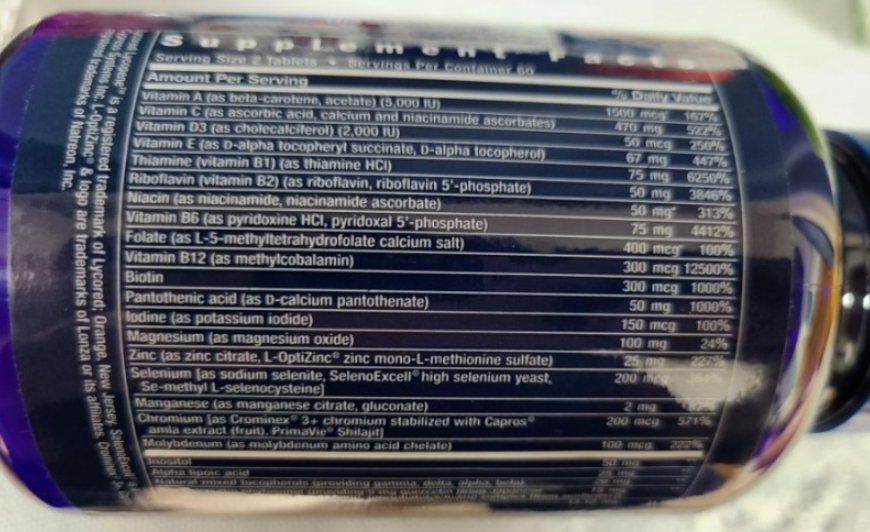 Supplement Facts
Serving Size 2 Tablets • Servings Per Container 60
Amount Per Serving % Daily Value
Vitamin A (as beta-carotene, acetate) (5,000 IU) 1500 mcg 167%
Vitamin C (as ascorbic acid, calcium and niacinamide ascorbates) 470 mg 522%
Vitamin D3 (as cholecalciferol) (2,000 IU) 50 mcg 250%
Vitamin E (as D-alpha tocopheryl succinate, D-alpha tocopherol) 67 mg 447%
Thiamine (vitamin B1) (as thiamine HCl) 75 mg 6250%
Riboflavin (vitamin B2) (as riboflavin, riboflavin 5'-phosphate) 50 mg 3846%
Niacin (as niacinamide, niacinamide ascorbate) 50 mg 313%
Vitamin B6 (as pyridoxine HCl, pyridoxal 5'-phosphate) 75 mg 4412%
Folate (as L-5-methyltetrahydrofolate calcium salt) 400 mcg 100%
Vitamin B12 (as methylcobalamin) 300 mcg 12500%
Biotin 300 mcg 1000%
Pantothenic acid (as D-calcium pantothenate) 50 mg 1000%
Iodine (as potassium iodide) 150 mcg 100%
Magnesium (as magnesium oxide) 100 mg 24%
Zinc (as zinc citrate, L-OptiZinc® zinc mono-L-methionine sulfate) 25 mg 227%
Selenium [as sodium selenite, SelenoExcell® high selenium yeast, 200 mcg
Se-methyl L-selenocysteine]
Manganese (as manganese citrate, gluconate) 2 mg
Chromium [as Crominex® 3+ chromium stabilized with Capros® 200 mcg 571%
amla extract (fruit), PrimaVie® Shilajit]
Molybdenum (as molybdenum amino acid chelate) 100 mcg 222%
Inositol 50 mg
Alpha lipoic acid
Natural mixed tocopherols (providing gamma, delta, alpha, beta)
is a registered trademark of Lycored; Orange, New Jersey. SelenoExcell
Inc. L-OptiZinc® & logo are trademarks of Lonza or its affiliates.
trademarks of Natreon, Inc.